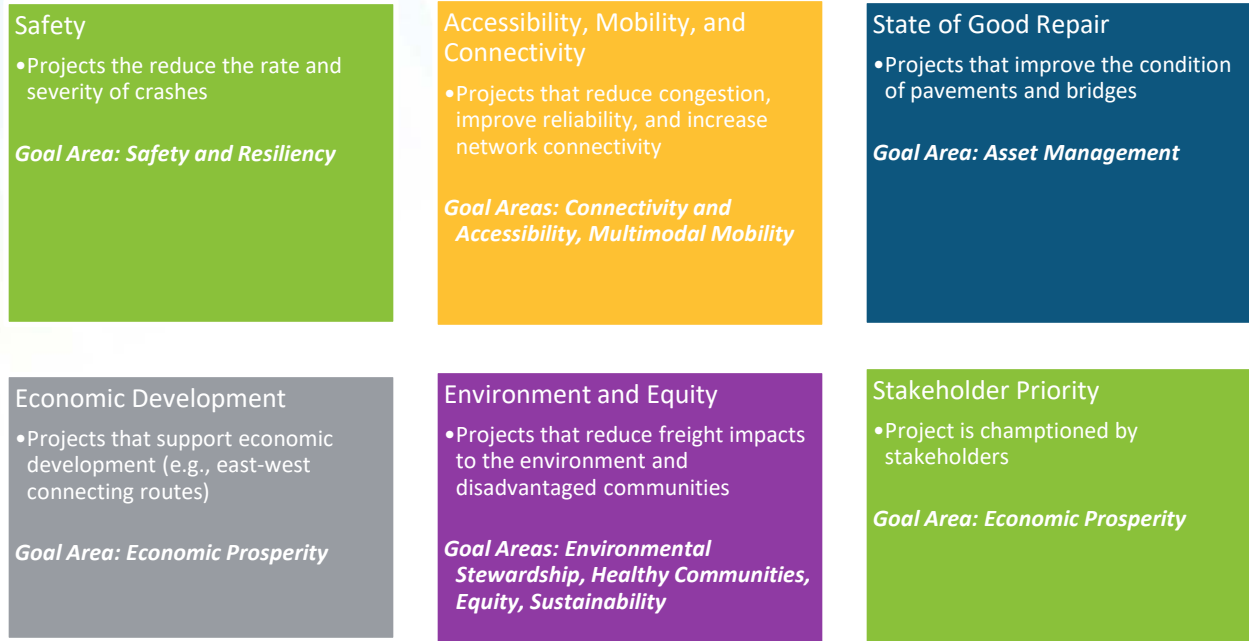 Safety
•Projects the reduce the rate and
severity of crashes
Goal Area: Safety and Resiliency
Accessibility, Mobility, and
Connectivity
•Projects that reduce congestion,
improve reliability, and increase
network connectivity
Goal Areas: Connectivity and
Accessibility, Multimodal Mobility
State of Good Repair
•Projects that improve the condition
of pavements and bridges
Goal Area: Asset Management
Economic Development
•Projects that support economic
development (e.g., east-west
connecting routes)
Goal Area: Economic Prosperity
Environment and Equity
•Projects that reduce freight impacts
to the environment and
disadvantaged communities
Goal Areas: Environmental
Stewardship, Healthy Communities,
Equity, Sustainability
Stakeholder Priority
•Project is champtioned by
stakeholders
Goal Area: Economic Prosperity